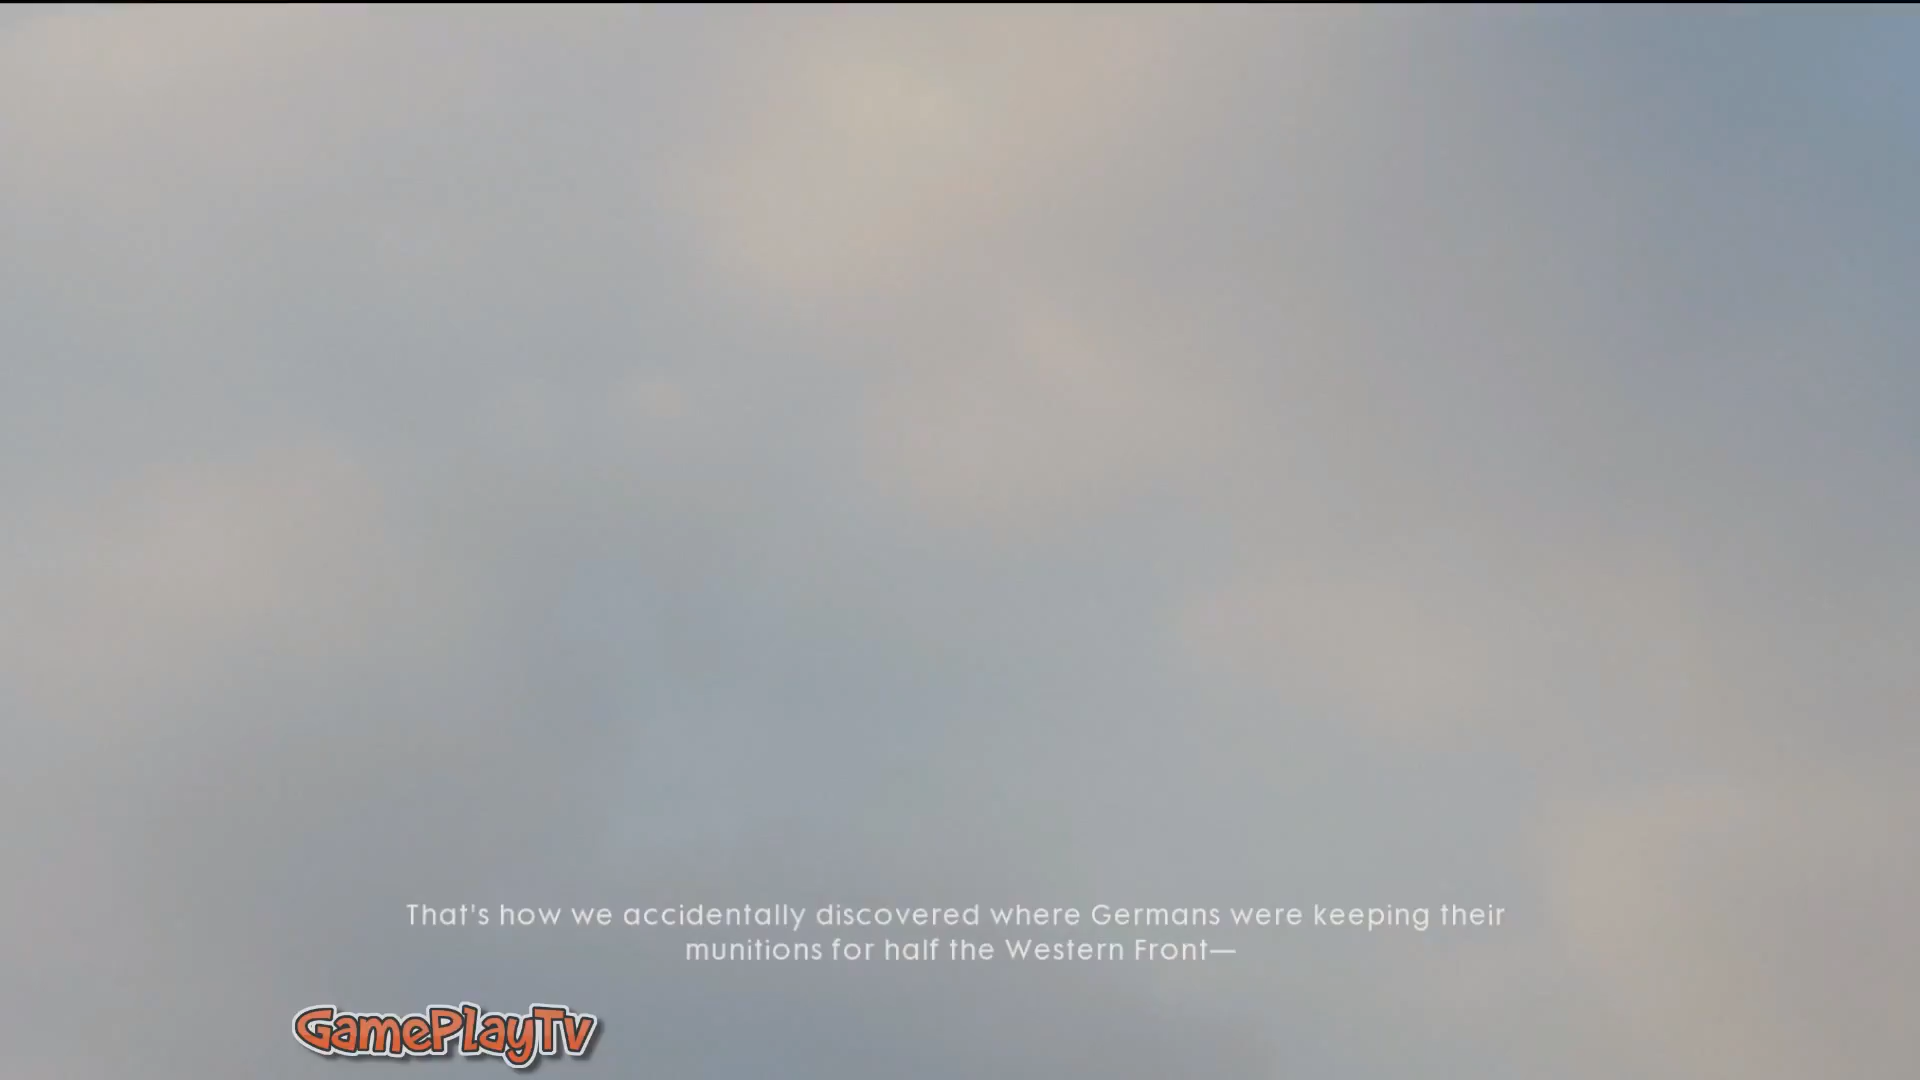 That's how we accidentally discovered where Germans were keeping their
munitions for half the Western Front—
GamePlayTv